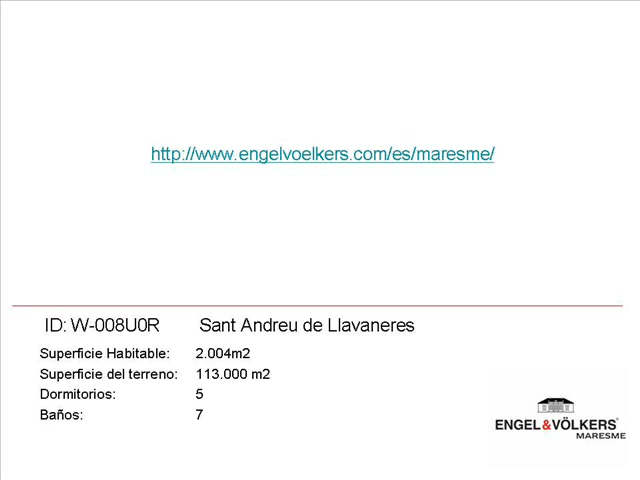 http://www.engelvoelkers.com/es/maresme/
ID: W-008U0R Sant Andreu de Llavaneres
Superficie Habitable: 2.004m2
Superficie del terreno: 113.000 m2
Dormitorios: 5
Baños: 7
ENGEL&VÖLKERS®
MARESME